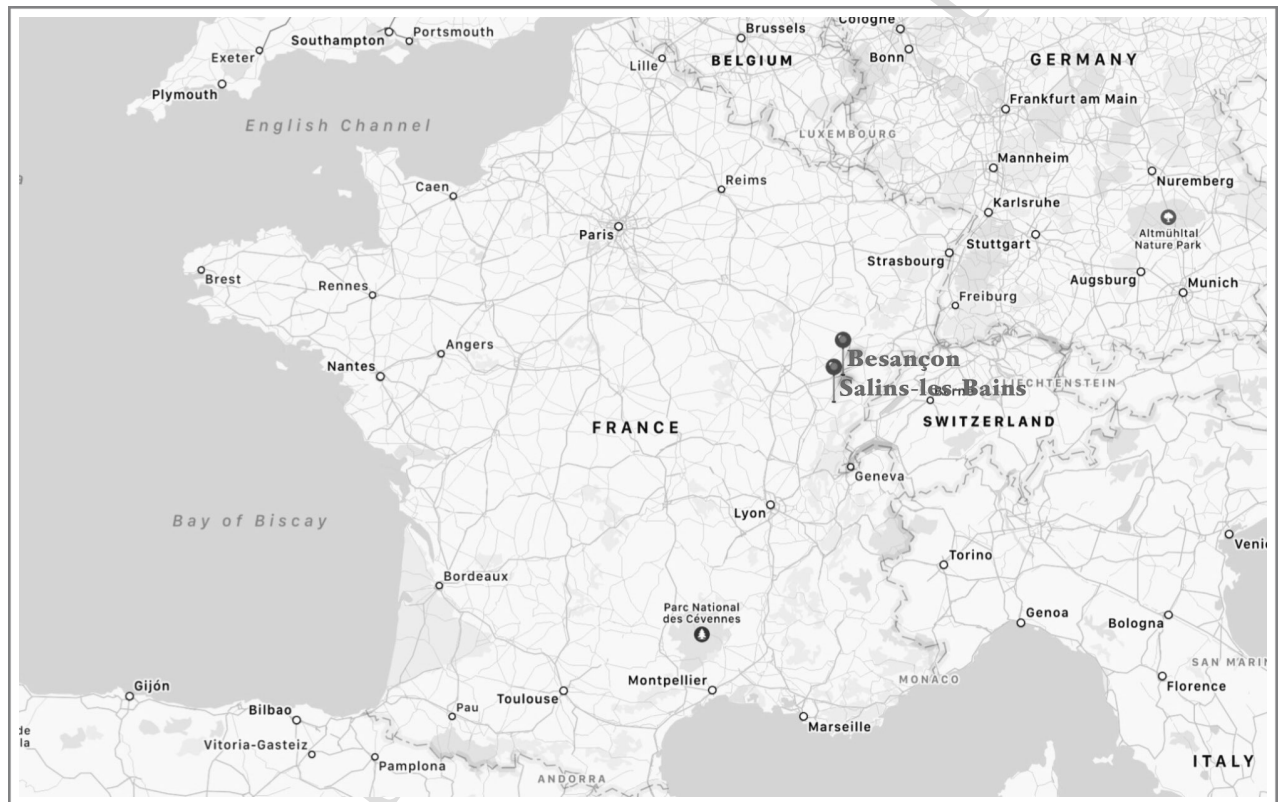 Cologne
Brussels
Southampton
Portsmouth
Exeter
Bonn
Lille
BELGIUM
GERMANY
Plymouth
Frankfurt am Main
English Channel
LUXEMBOURG
Mannheim
Reims
Nuremberg
Caen
Karlsruhe
Paris
Altmühltal
Nature Park
Stuttgart
Strasbourg
Brest
Rennes
Augsburg
Munich
Freiburg
Angers
Besançon
Nantes
Salins-les-Bains
FRANCE
SWITZERLAND
Geneva
Lyon
Bay of Biscay
Torino
Bordeaux
Parc National
des Cévennes
Genoa
Bologna
Montpellier
MONACO
Gijón
Toulouse
Florence
Bilbao
Pau
Marseille
Vitoria-Gasteiz
Pamplona
ITALY
ANDORRA